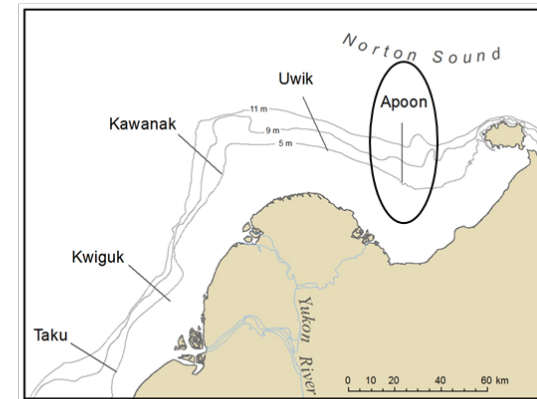 Norton Sound
Uwik
Apoon
11 m
Kawanak
9 m
5 m
Kwiguk
Yukon River
Taku
0 10 20 40 60 km